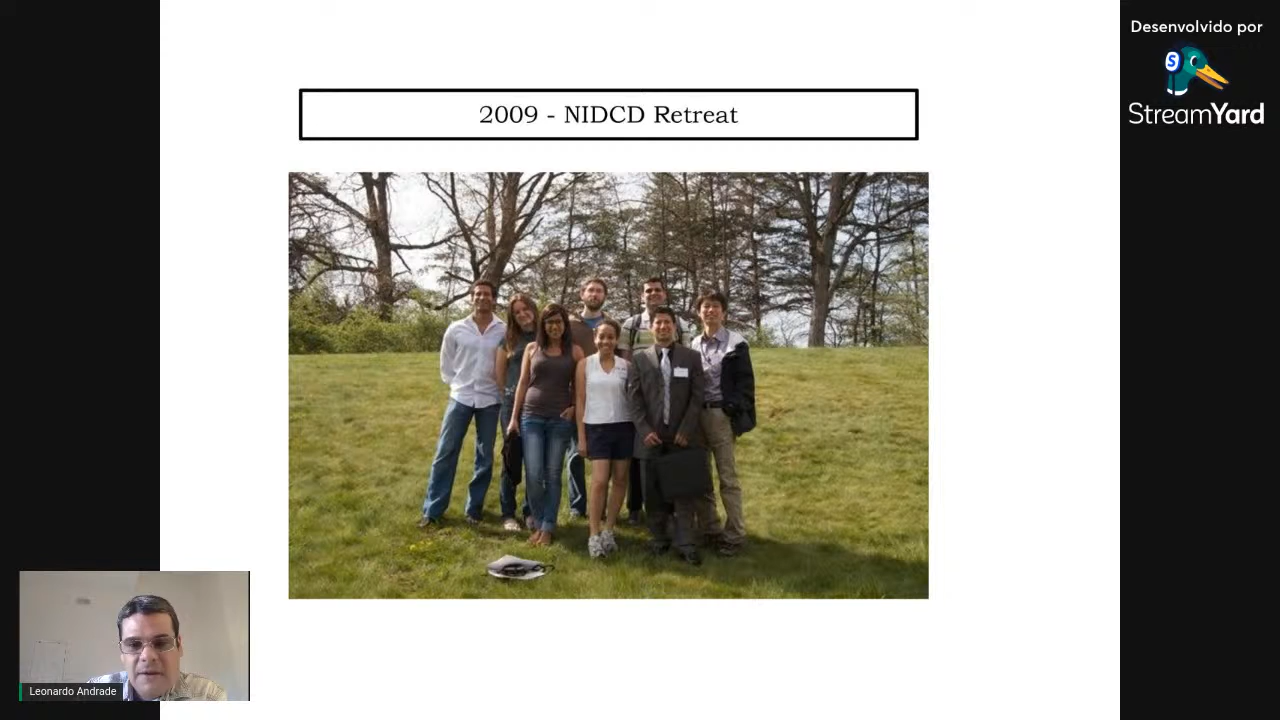 2009 - NIDCD Retreat
Desenvolvido por
S
StreamYard
Leonardo Andrade